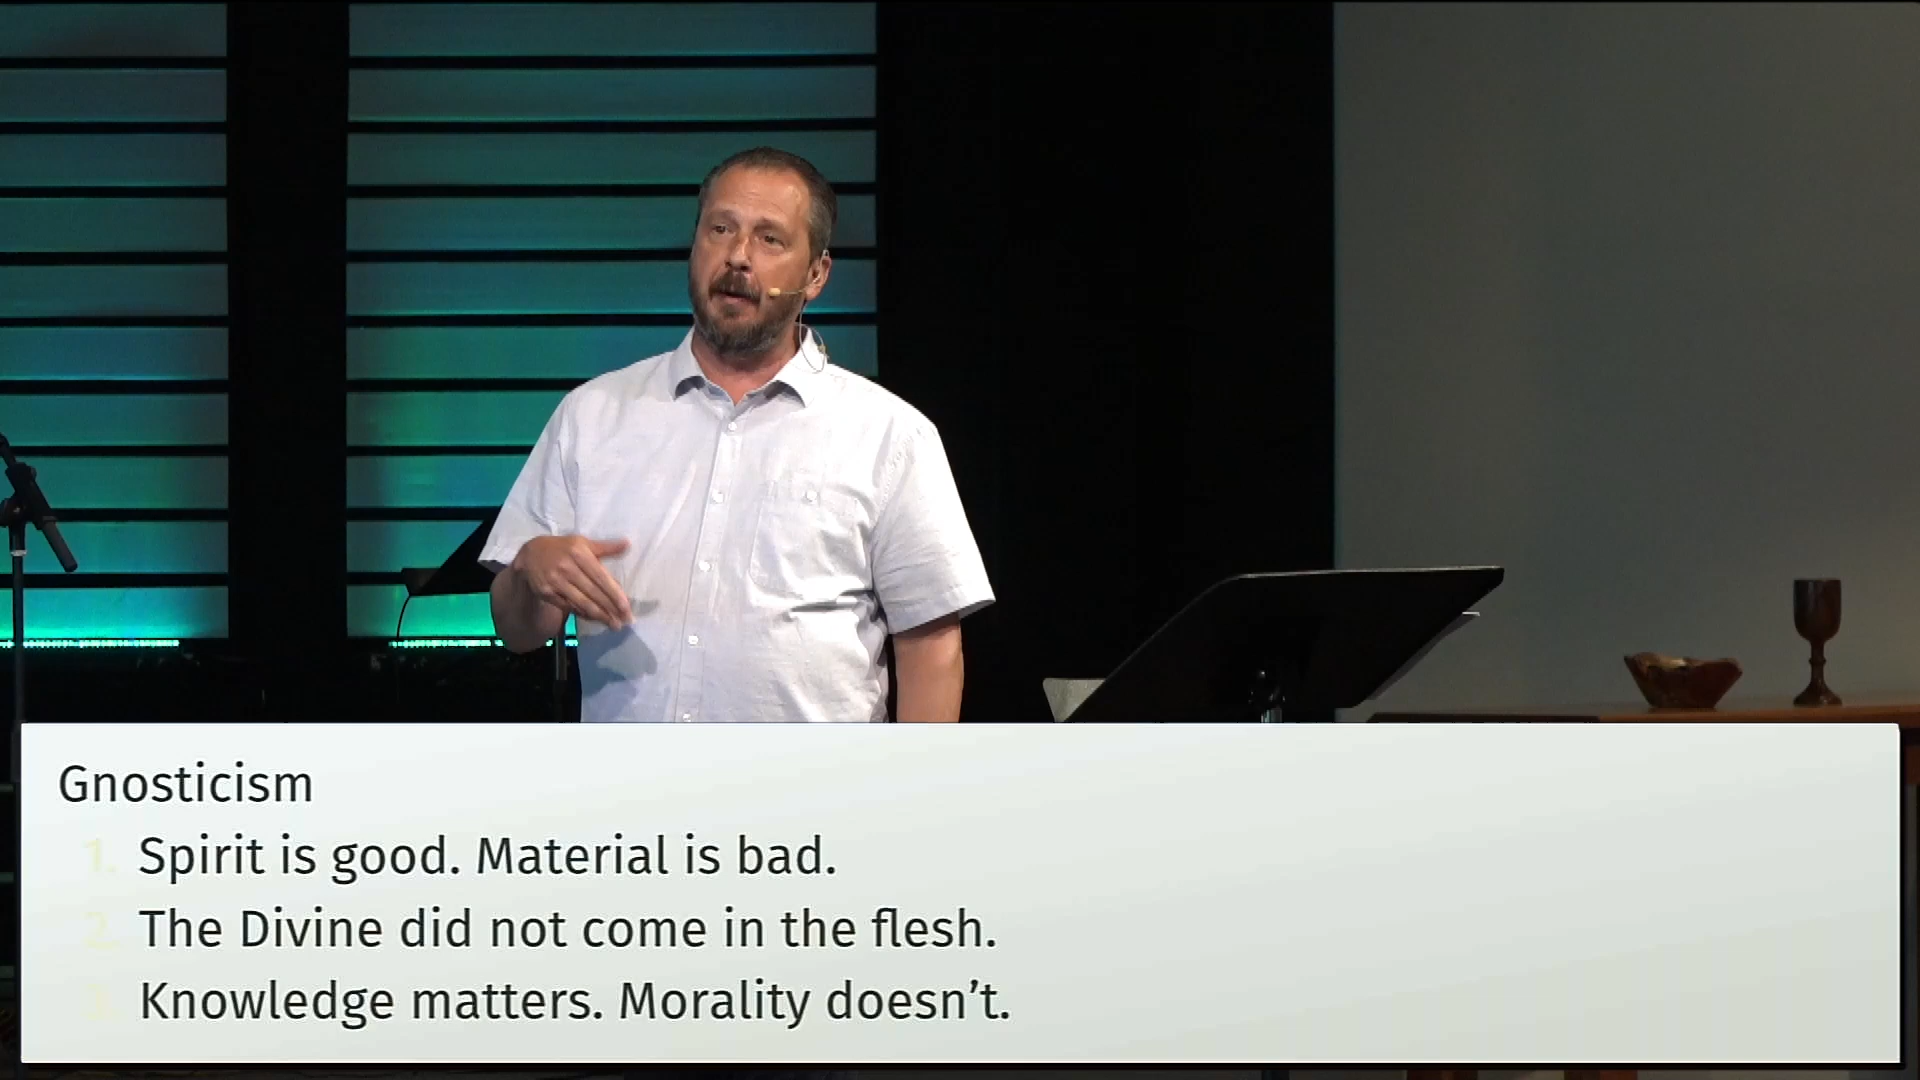 Gnosticism
1. Spirit is good. Material is bad.
2. The Divine did not come in the flesh.
3. Knowledge matters. Morality doesn’t.